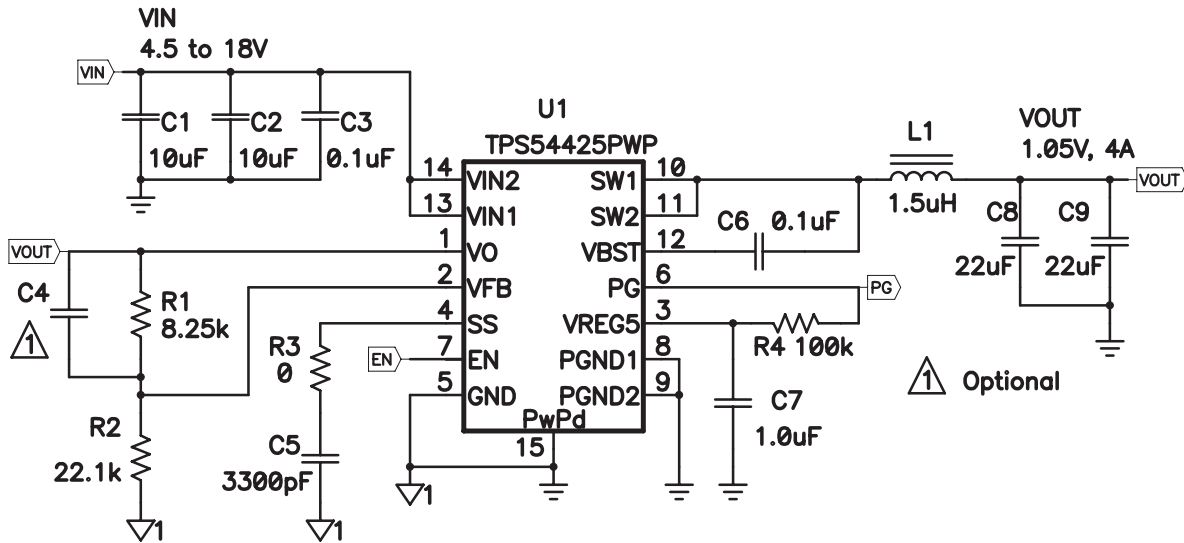 VIN
4.5 to 18V
VIN
C1
10uF
C2
10uF
C3
0.1uF
U1
TPS54425PWP
14
VIN2
13
VIN1
1
VO
2
VFB
4
SS
7
EN
5
GND
PwPd
15
SW1
10
SW2
11
VBST
12
PG
6
VREG5
3
PGND1
8
PGND2
9
L1
1.5uH
VOUT
1.05V, 4A
VOUT
C6
0.1uF
C8
22uF
C9
22uF
PG
R4 100k
C7
1.0uF
1 Optional
VOUT
C4
1
R1
8.25k
R3
0
EN
R2
22.1k
C5
3300pF
1
1
1